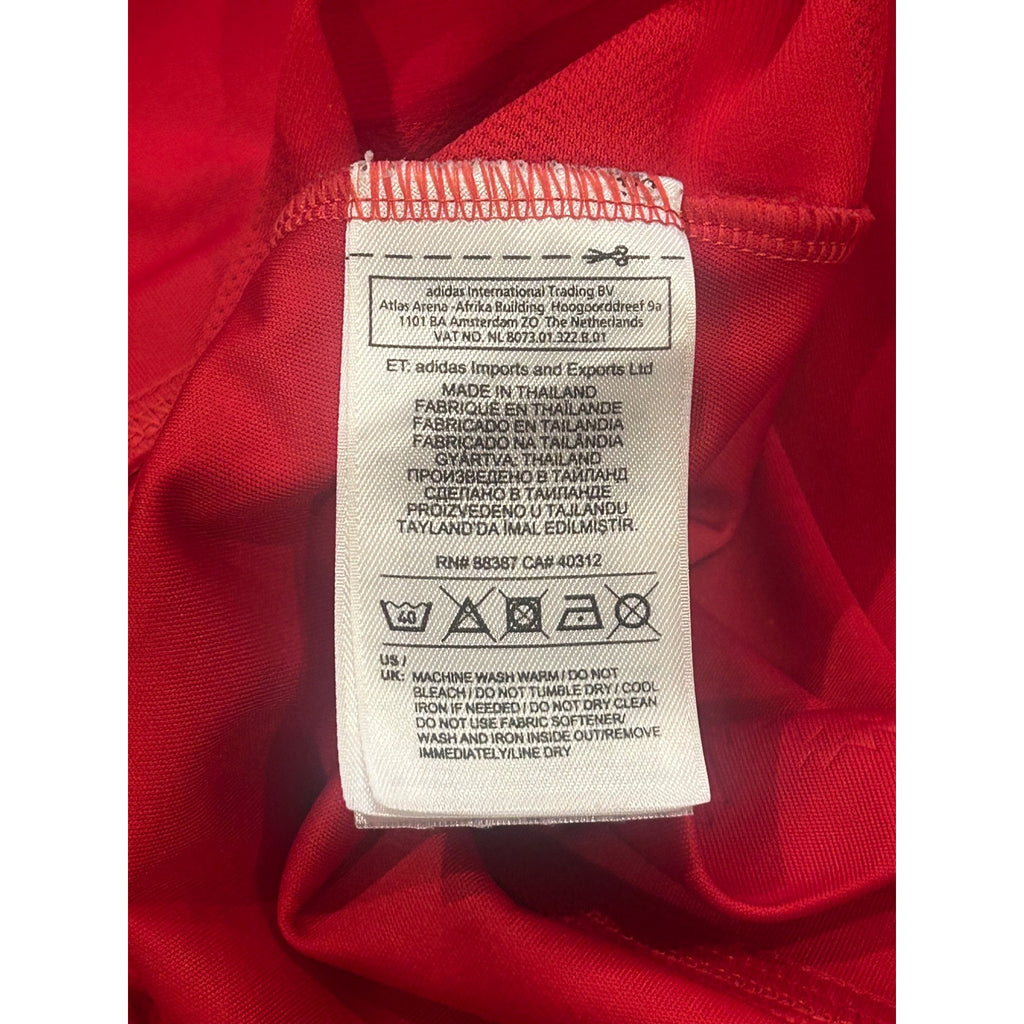 adidas International Trading BV
Atlas Arena -Afrika Building Hoogoorddreef 9a
1101 BA Amsterdam ZO The Netherlands
VAT NO. NL 8073.01.322.B.01
ET: adidas Imports and Exports Ltd
MADE IN THAILAND
FABRIQUÉ EN THAÏLANDE
FABRICADO EN TAILANDIA
FABRICADO NA TAILÂNDIA
GYÁRTVA: THAILAND
ПРОИЗВЕДЕНО В ТАЙЛАНД
СДЕЛАНО В ТАИЛАНДЕ
PROIZVEDENO U TAJLANDU
TAYLAND'DA İMAL EDİLMİŞTİR.
RN# 88387 CA# 40312
40
US /
UK: MACHINE WASH WARM / DO NOT
BLEACH / DO NOT TUMBLE DRY / COOL
IRON IF NEEDED / DO NOT DRY CLEAN
DO NOT USE FABRIC SOFTENER/
WASH AND IRON INSIDE OUT/REMOVE
IMMEDIATELY/LINE DRY